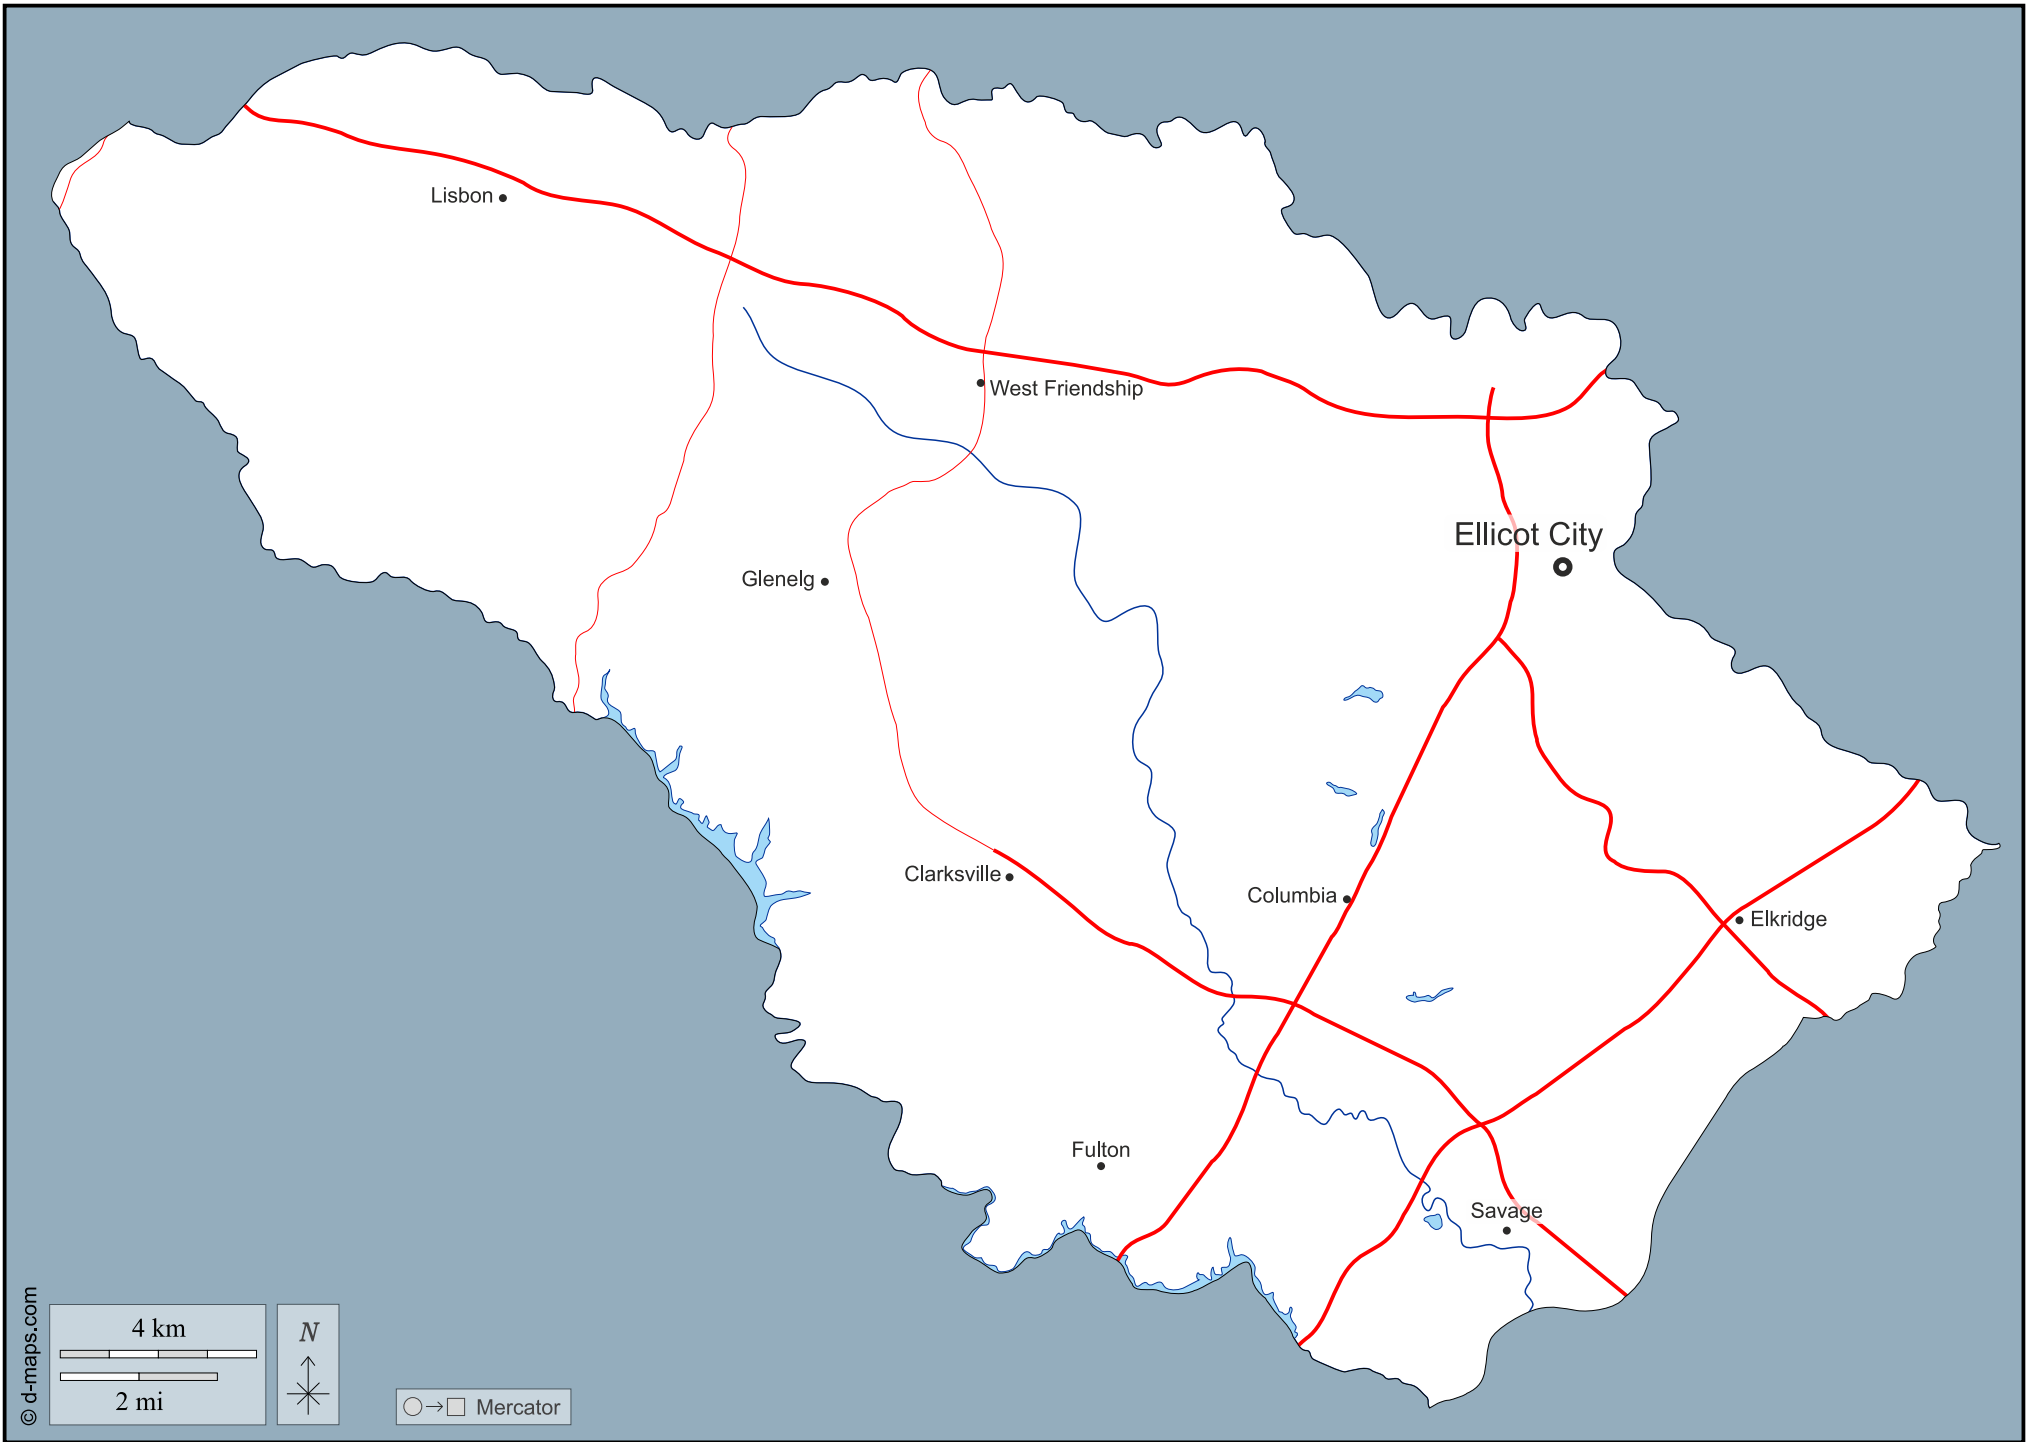 Lisbon
West Friendship
Ellicot City
Glenelg
Clarksville
Columbia
Elkridge
Fulton
Savage
© d-maps.com
4 km
2 mi
N
Mercator